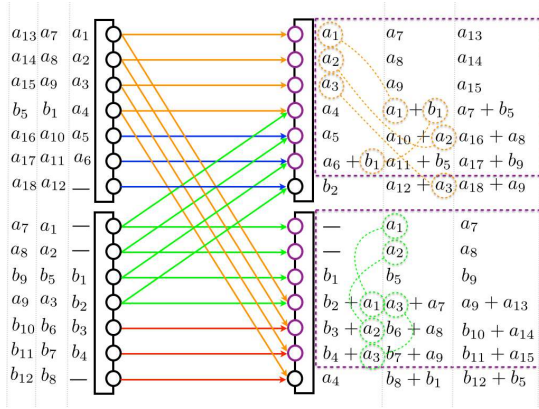 a₁₃ a₇ a₁ a₁ a₇ a₁₃
a₁₄ a₈ a₂ a₂ a₈ a₁₄
a₁₅ a₉ a₃ a₃ a₉ a₁₅
b₅ b₁ a₄ a₄ a₁ + b₁ a₇ + b₅
a₁₆ a₁₀ a₅ a₅ a₁₀ + a₂ a₁₆ + a₈
a₁₇ a₁₁ a₆ a₆ + b₁ a₁₁ + b₅ a₁₇ + b₉
a₁₈ a₁₂ — b₂ a₁₂ + a₃ a₁₈ + a₉
a₇ a₁ — — a₁ a₇
a₈ a₂ — — a₂ a₈
b₉ b₅ b₁ b₁ b₅ b₉
a₉ a₃ b₂ b₂ + a₁ a₃ + a₇ a₉ + a₁₃
b₁₀ b₆ b₃ b₃ + a₂ b₆ + a₈ b₁₀ + a₁₄
b₁₁ b₇ b₄ b₄ + a₃ b₇ + a₉ b₁₁ + a₁₅
b₁₂ b₈ — a₄ b₈ + b₁ b₁₂ + b₅